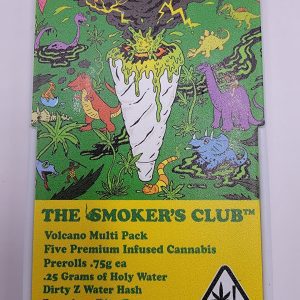 THE SMOKER'S CLUB™
Volcano Multi Pack
Five Premium Infused Cannabis
Prerolls .75g ea
.25 Grams of Holy Water
Dirty Z Water Hash